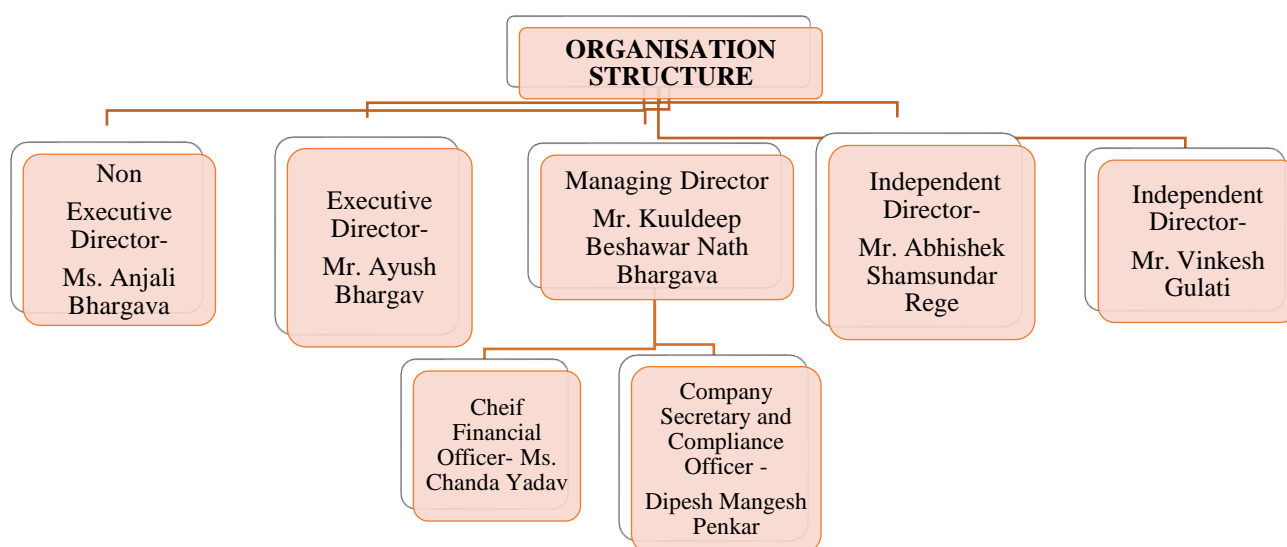 ORGANISATION
STRUCTURE
Non
Executive
Director-
Ms. Anjali
Bhargava
Executive
Director-
Mr. Ayush
Bhargav
Managing Director
Mr. Kuuldeep
Beshawar Nath
Bhargava
Independent
Director-
Mr. Abhishek
Shamsundar
Rege
Independent
Director-
Mr. Vinkesh
Gulati
Cheif
Financial
Officer- Ms.
Chanda Yadav
Company
Secretary and
Compliance
Officer -
Dipesh Mangesh
Penkar